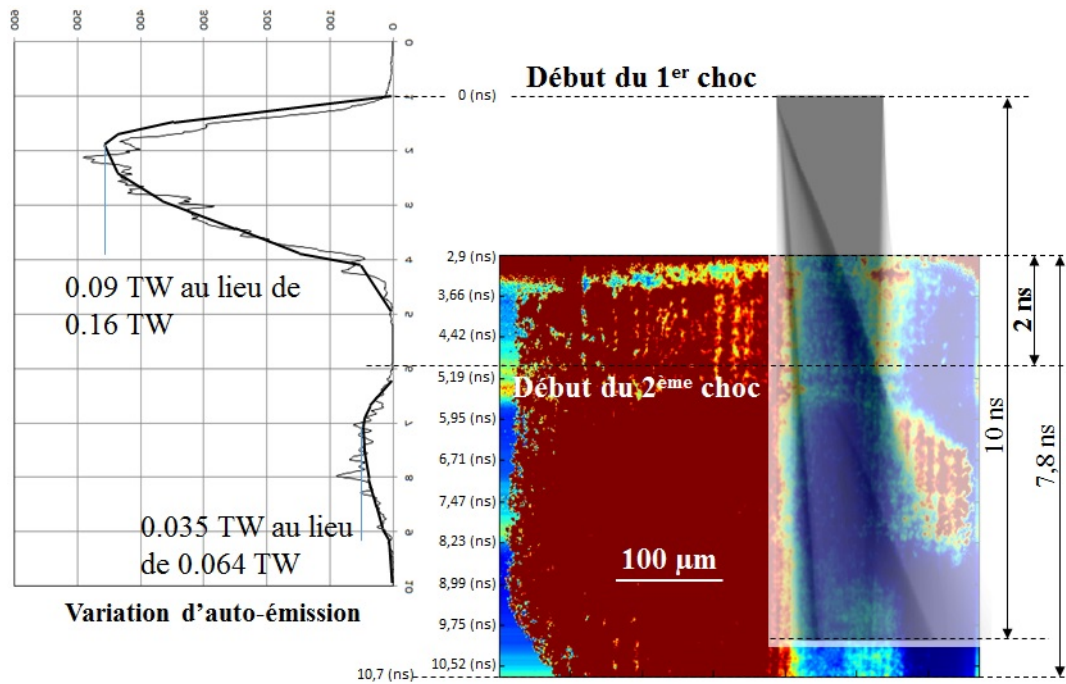 600
500
400
300
200
100
0
0
1
2
3
4
5
6
7
8
9
10
Début du 1er choc
0 (ns)
2,9 (ns)
3,66 (ns)
4,42 (ns)
5,19 (ns)
5,95 (ns)
6,71 (ns)
7,47 (ns)
8,23 (ns)
8,99 (ns)
9,75 (ns)
10,52 (ns)
10,7 (ns)
0.09 TW au lieu de
0.16 TW
Début du 2ème choc
0.035 TW au lieu
de 0.064 TW
100 µm
2 ns
10 ns
7,8 ns
Variation d’auto-émission